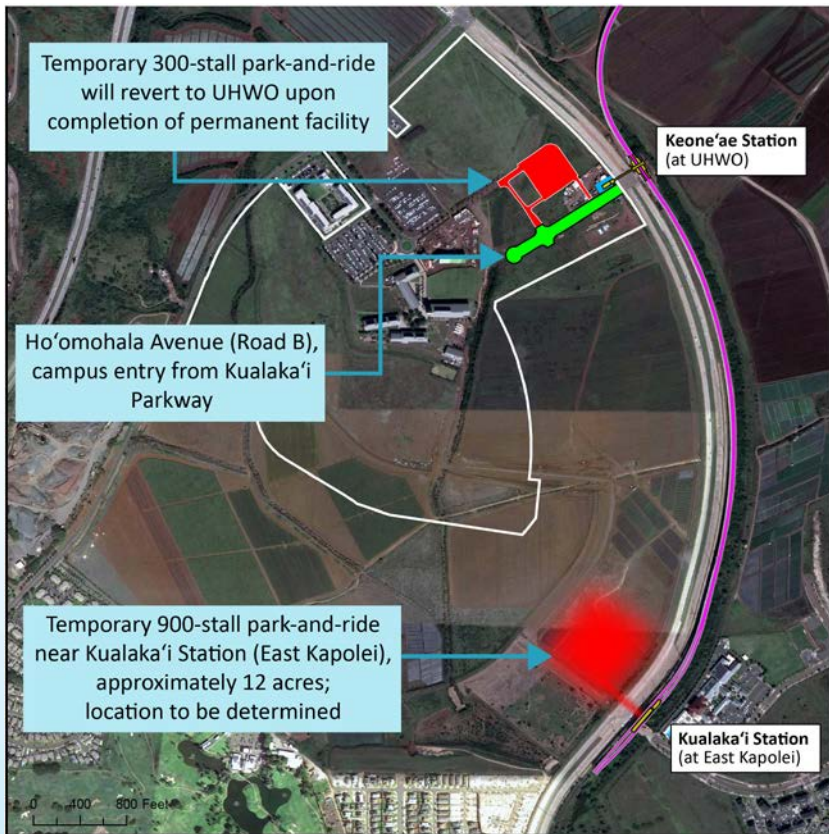 Temporary 300-stall park-and-ride
will revert to UHWO upon
completion of permanent facility
Keone‘ae Station
(at UHWO)
Ho‘omohala Avenue (Road B),
campus entry from Kualaka‘i
Parkway
Temporary 900-stall park-and-ride
near Kualaka‘i Station (East Kapolei),
approximately 12 acres;
location to be determined
Kualaka‘i Station
(at East Kapolei)
0 400 800 Feet